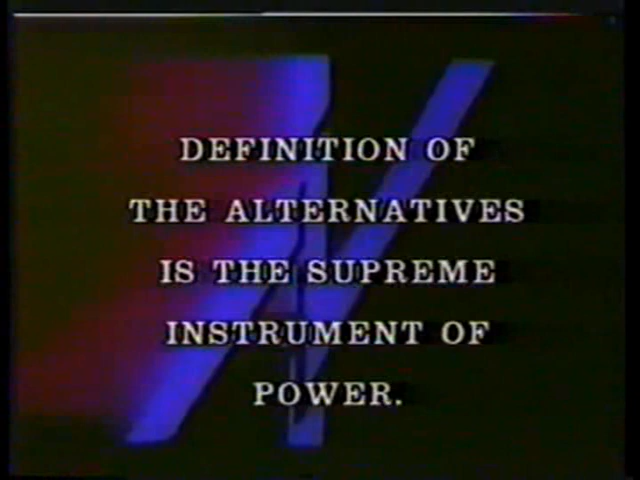 DEFINITION OF
THE ALTERNATIVES
IS THE SUPREME
INSTRUMENT OF
POWER.